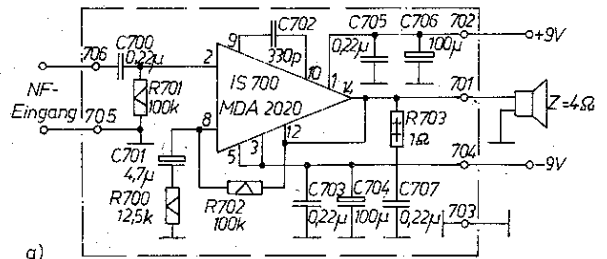 C702
C705
C706
702
+9V
706
C700
0,22µ
2
9
330p
10
0,22µ
100µ
1
701
NF-
Eingang
R701
100k
IS 700
MDA 2020
14
R703
1Ω
Z=4Ω
705
8
12
3
5
704
-9V
C701
4,7µ
R700
12,5k
R702
100k
C703
0,22µ
C704
100µ
C707
0,22µ
703
a)